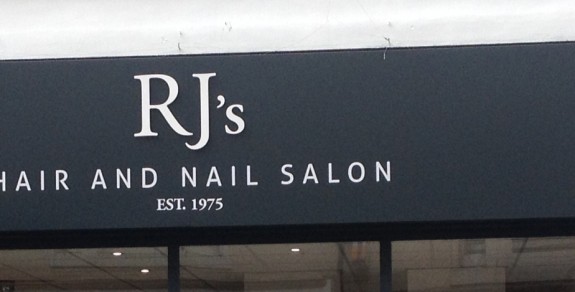 RJ's
HAIR AND NAIL SALON
EST. 1975